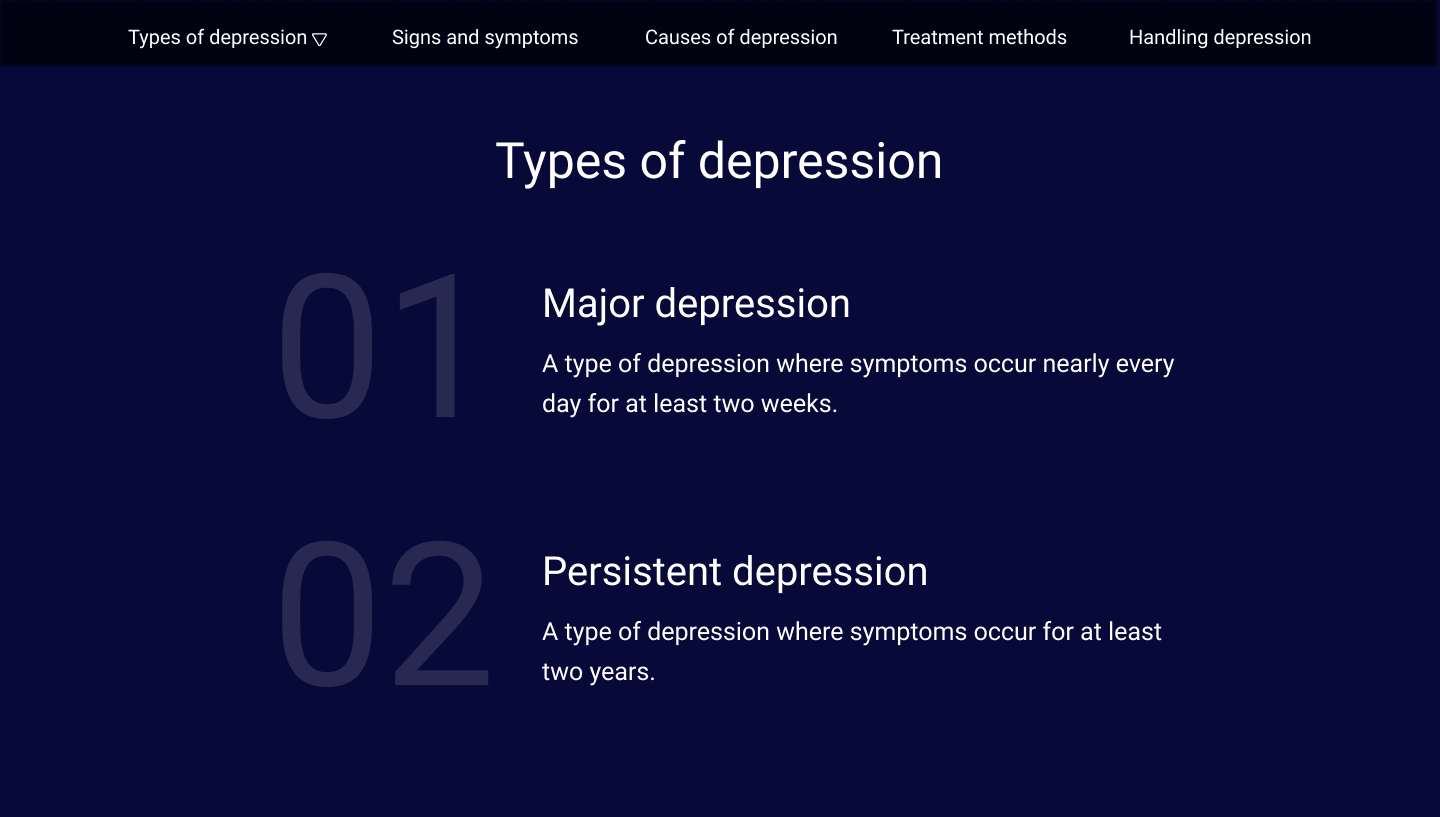 Types of depression
Signs and symptoms
Causes of depression
Treatment methods
Handling depression
Types of depression
01
Major depression
A type of depression where symptoms occur nearly every
day for at least two weeks.
02
Persistent depression
A type of depression where symptoms occur for at least
two years.